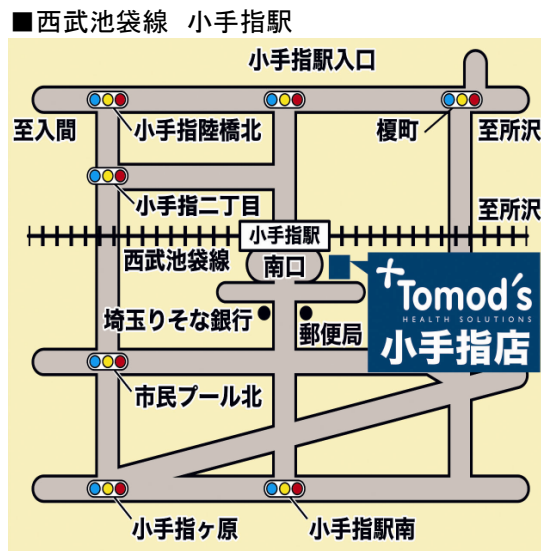 ■西武池袋線 小手指駅
小手指駅入口
至入間
小手指陸橋北
榎町
至所沢
小手指二丁目
至所沢
小手指駅
西武池袋線
南口
Tomod's
HEALTH SOLUTIONS
小手指店
埼玉りそな銀行
郵便局
市民プール北
小手指ヶ原
小手指駅南